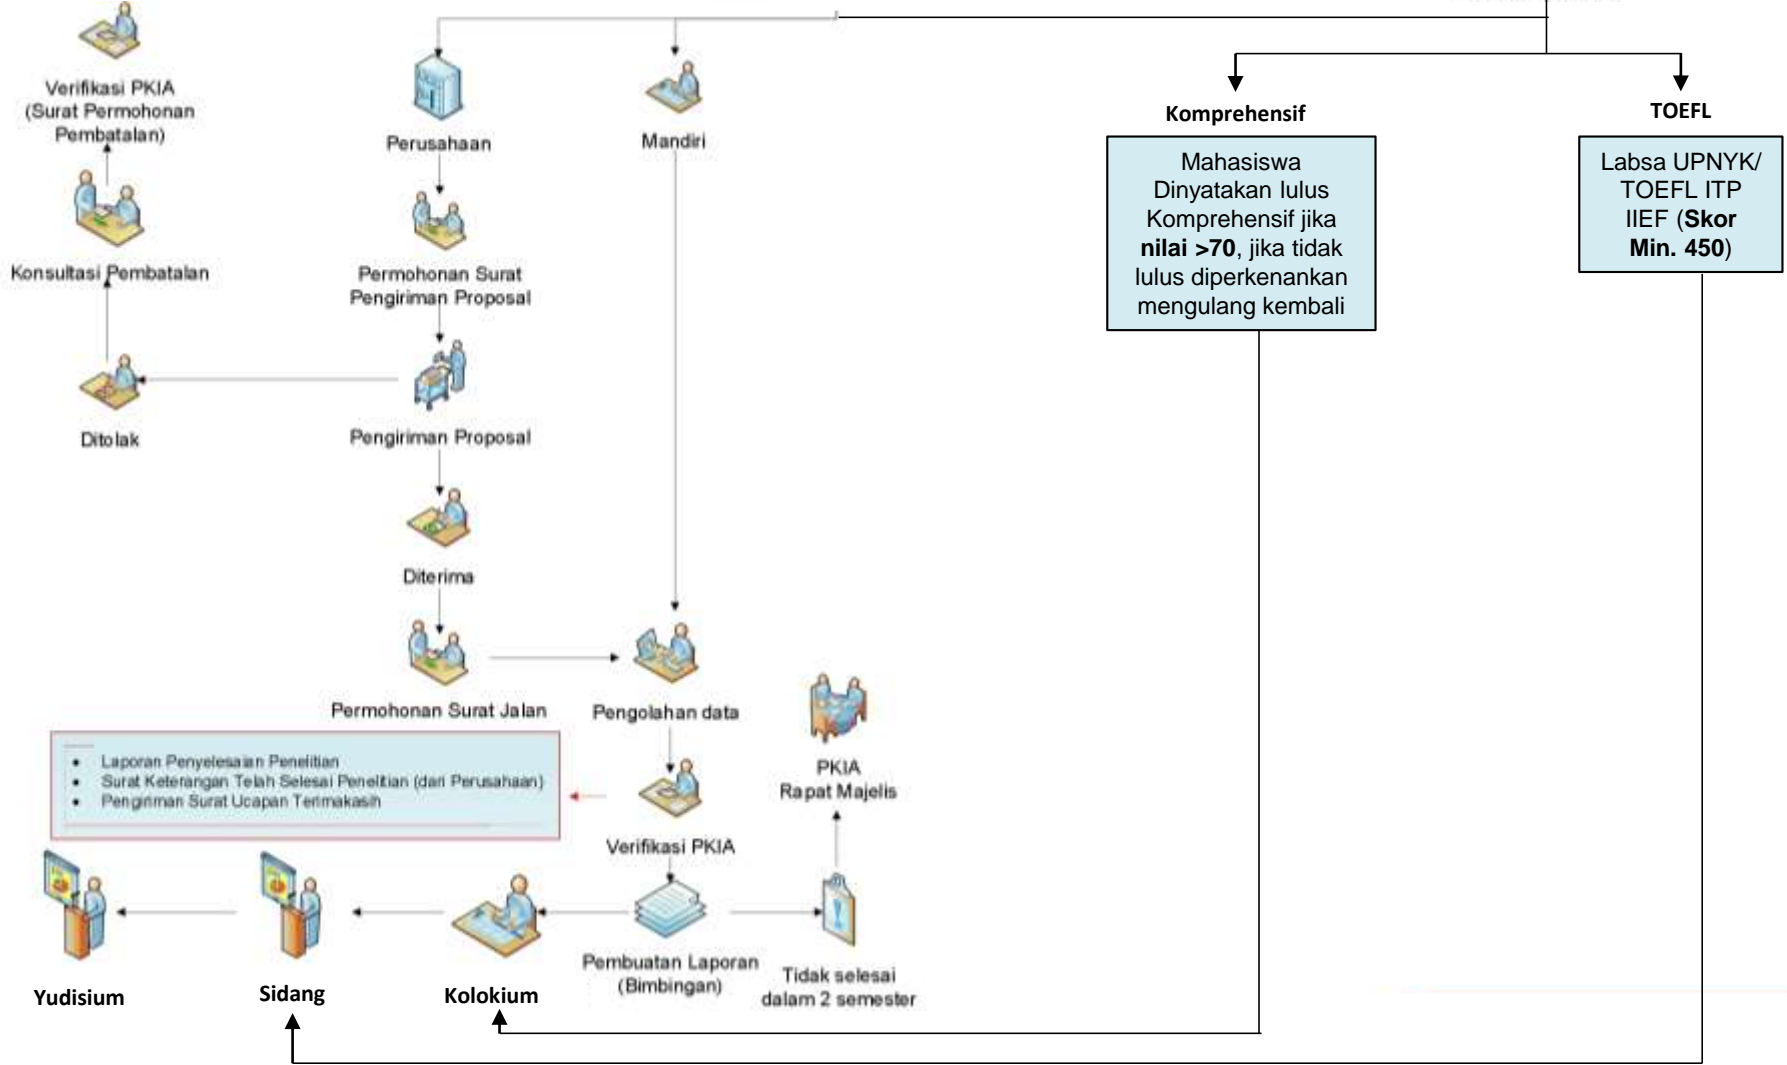 Verifikasi PKIA
(Surat Permohonan
Pembatalan)
Perusahaan
Mandiri
Komprehensif
TOEFL
Mahasiswa
Dinyatakan lulus
Komprehensif jika
nilai >70, jika tidak
lulus diperkenankan
mengulang kembali
Labsa UPNYK/
TOEFL ITP
IIEF (Skor
Min. 450)
Konsultasi Pembatalan
Permohonan Surat
Pengiriman Proposal
Ditolak
Pengiriman Proposal
Diterima
Permohonan Surat Jalan
Pengolahan data
• Laporan Penyelesaian Penelitian
• Surat Keterangan Telah Selesai Penelitian (dari Perusahaan)
• Pengiriman Surat Ucapan Terimakasih
PKIA
Rapat Majelis
Verifikasi PKIA
Pembuatan Laporan
(Bimbingan)
Tidak selesai
dalam 2 semester
Yudisium
Sidang
Kolokium